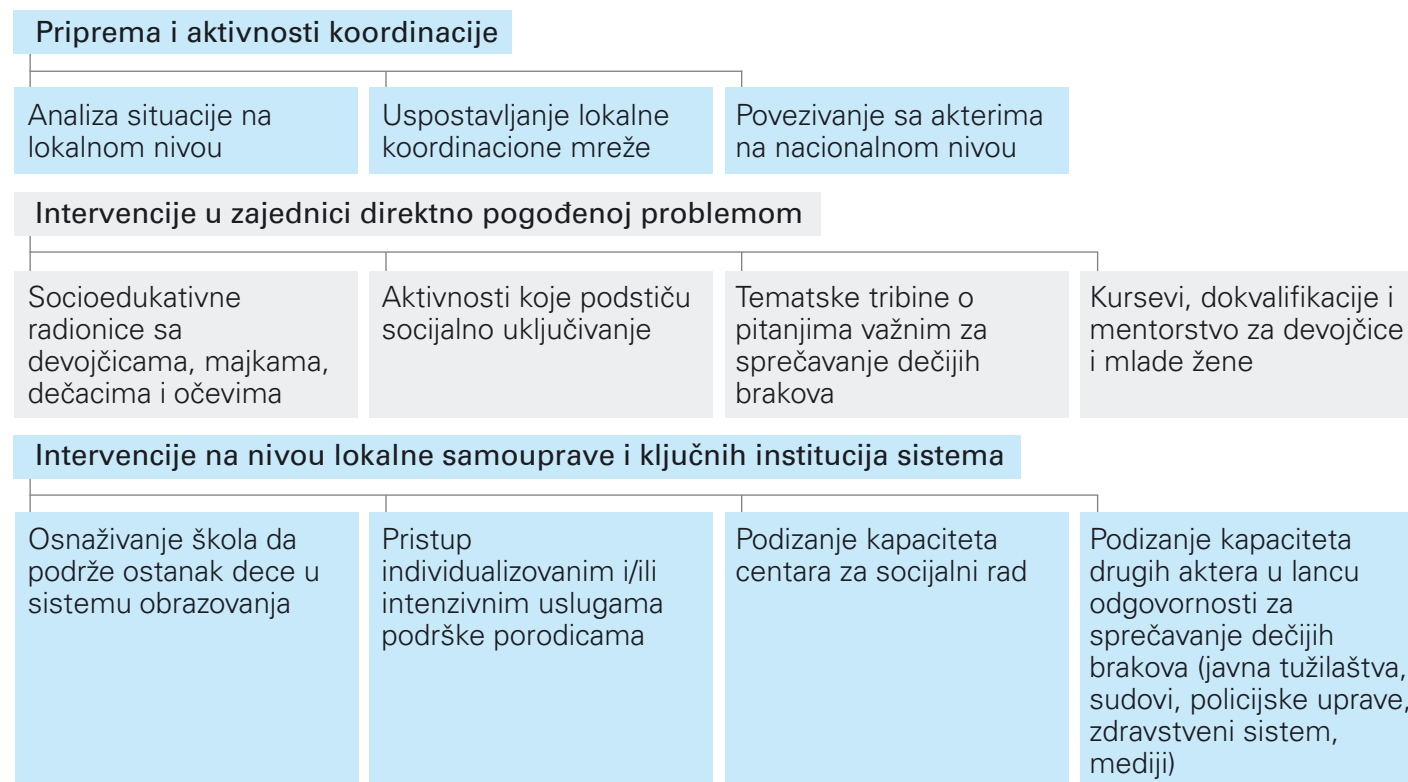 Priprema i aktivnosti koordinacije
Analiza situacije na
lokalnom nivou
Uspostavljanje lokalne
koordinacione mreže
Povezivanje sa akterima
na nacionalnom nivou
Intervencije u zajednici direktno pogođenoj problemom
Socioedukativne
radionice sa
devojčicama, majkama,
dečacima i očevima
Aktivnosti koje podstiču
socijalno uključivanje
Tematske tribine o
pitanjima važnim za
sprečavanje dečijih
brakova
Kursevi, dokvalifikacije i
mentorstvo za devojčice
i mlade žene
Intervencije na nivou lokalne samouprave i ključnih institucija sistema
Osnaživanje škola da
podrže ostanak dece u
sistemu obrazovanja
Pristup
individualizovanim i/ili
intenzivnim uslugama
podrške porodicama
Podizanje kapaciteta
centara za socijalni rad
Podizanje kapaciteta
drugih aktera u lancu
odgovornosti za
sprečavanje dečijih
brakova (javna tužilaštva,
sudovi, policijske uprave,
zdravstveni sistem,
mediji)